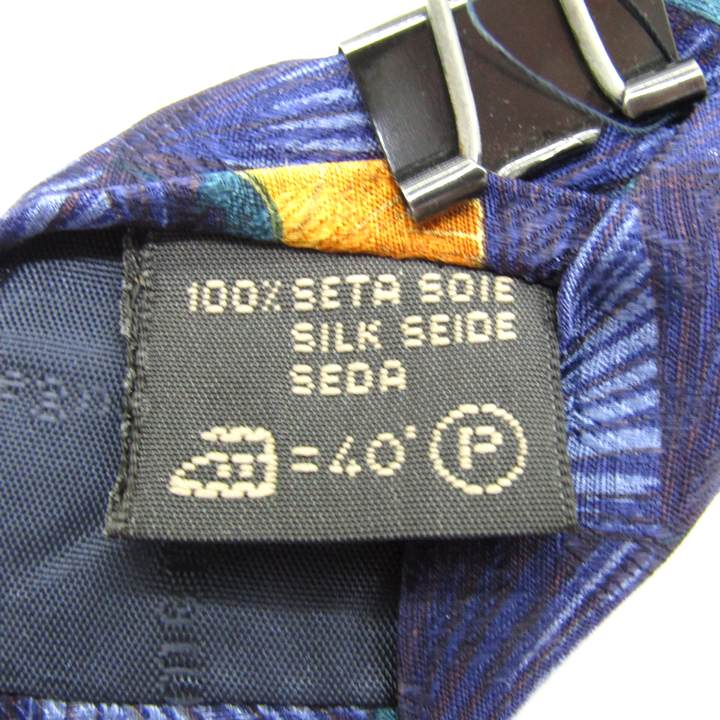 100% SETA SOIE
SILK SEIDE
SEDA
= 40° P